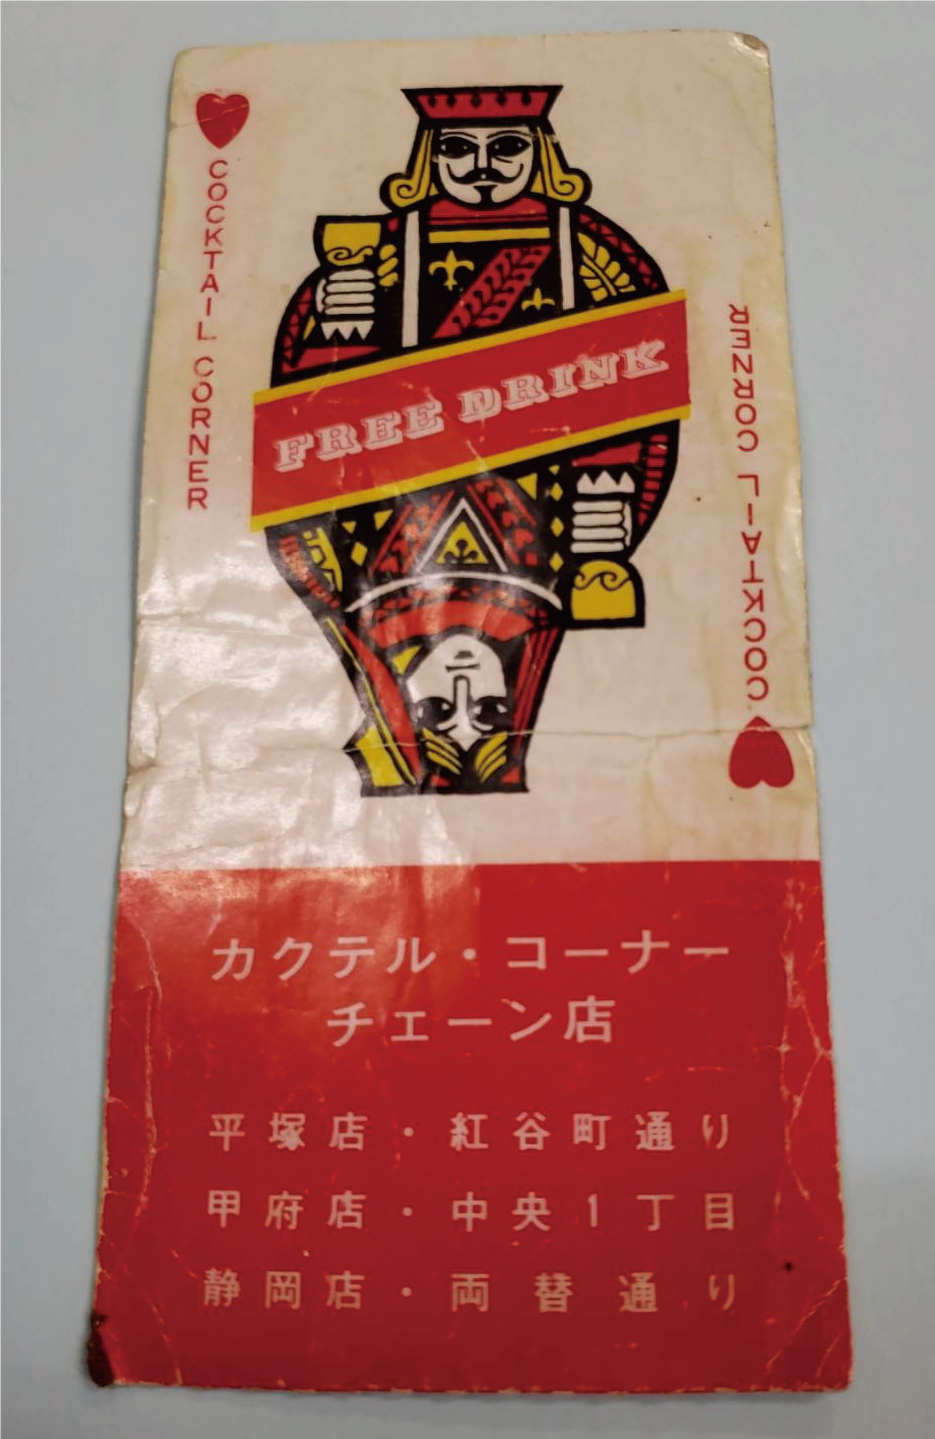 COCKTAIL CORNER
FREE DRINK
COCKTAIL CORNER
カクテル・コーナー
チェーン店
平塚店・紅谷町通り
甲府店・中央1丁目
静岡店・両替通り